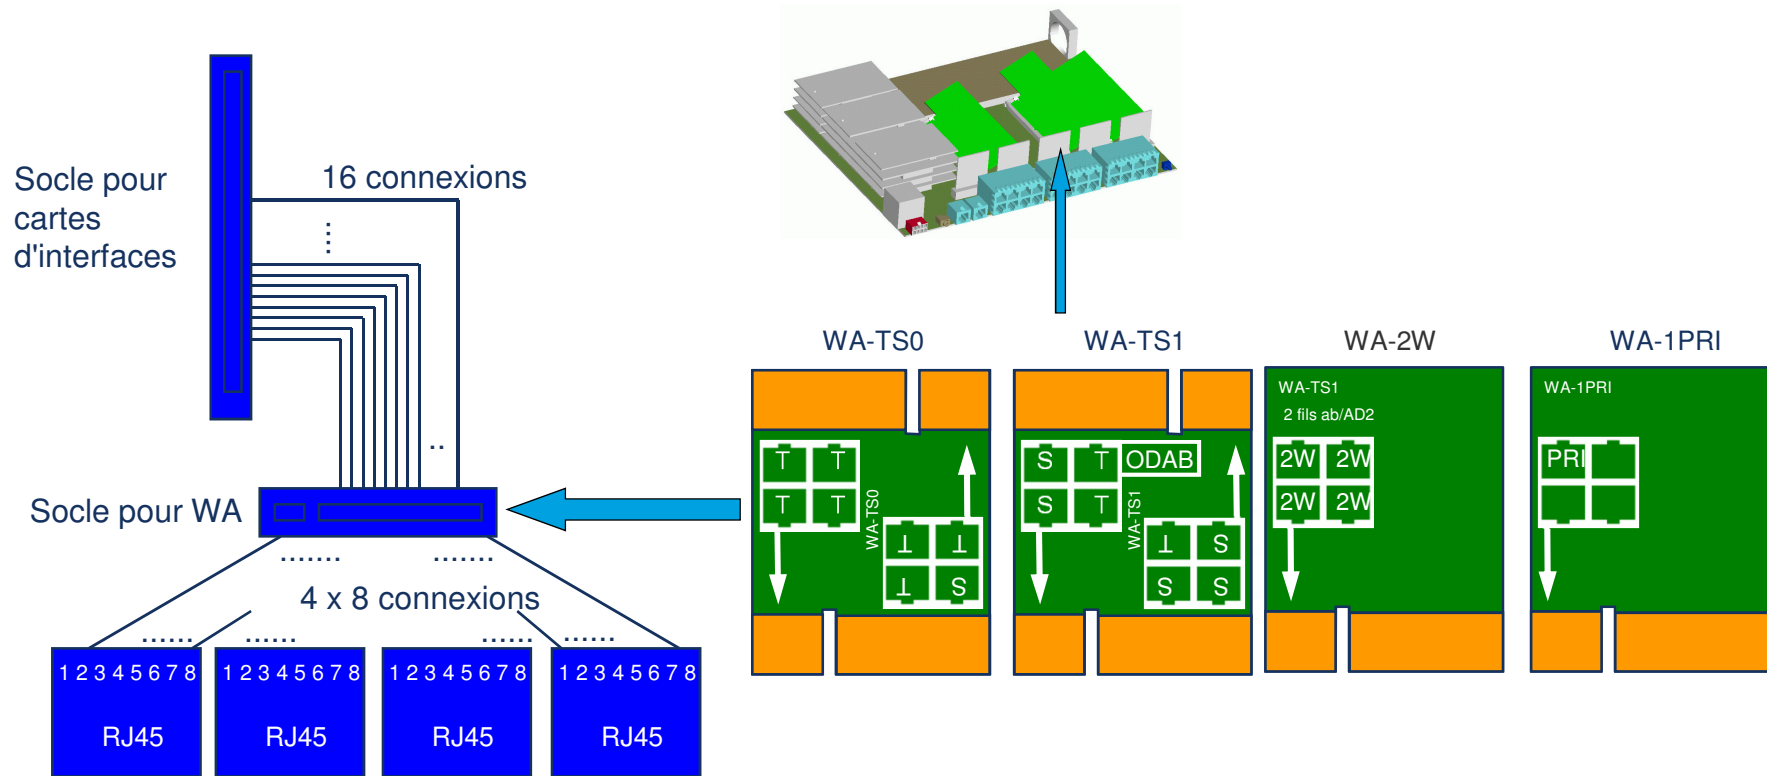 Socle pour
cartes
d'interfaces
16 connexions
Socle pour WA
4 x 8 connexions
1 2 3 4 5 6 7 8
RJ45
1 2 3 4 5 6 7 8
RJ45
1 2 3 4 5 6 7 8
RJ45
1 2 3 4 5 6 7 8
RJ45
WA-TS0
T T
T T
WA-TS0
T T
T S
WA-TS1
S T ODAB
S T
WA-TS1
T S
S S
WA-2W
WA-TS1
2 fils ab/AD2
2W 2W
2W 2W
WA-1PRI
WA-1PRI
PRI